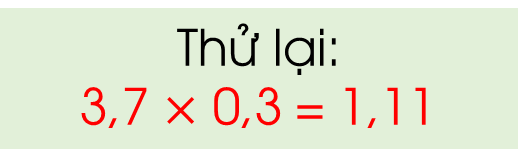 Thử lại:
3,7 × 0,3 = 1,11